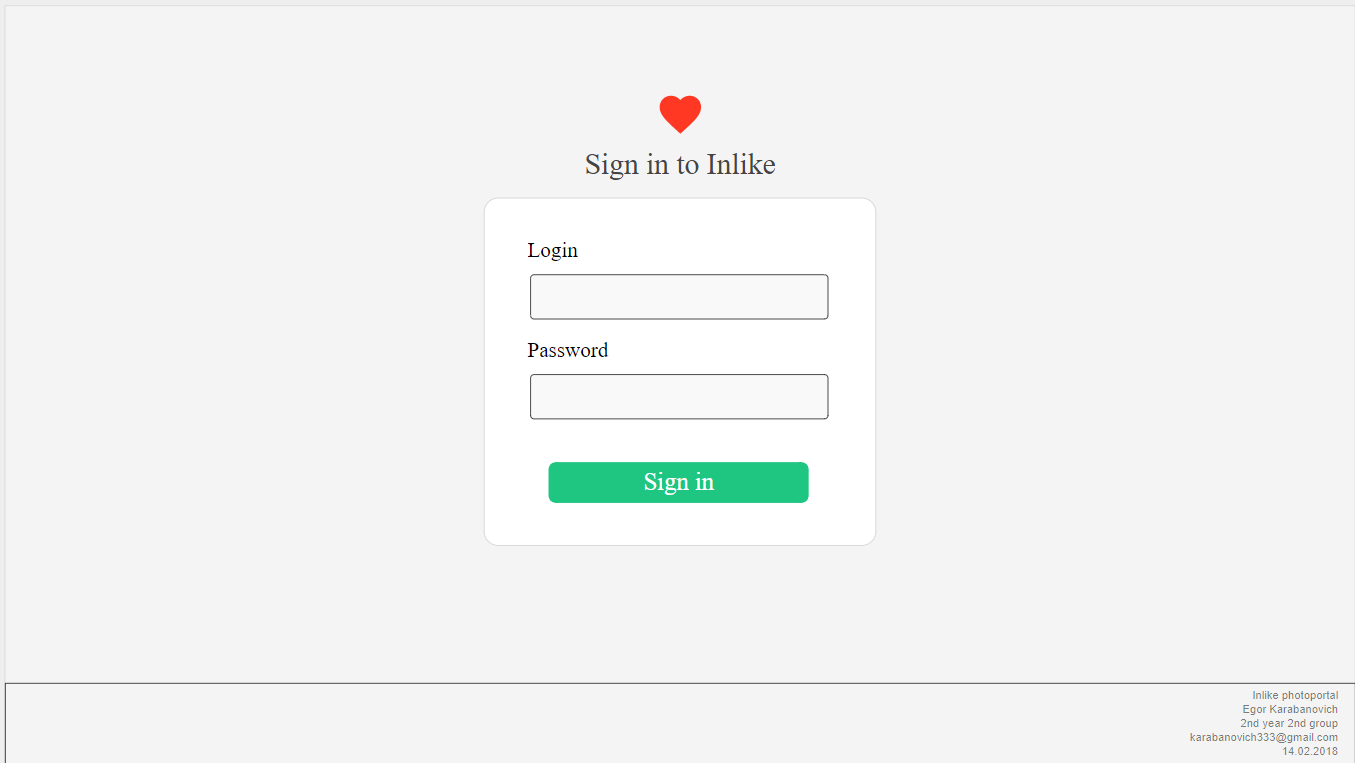 Sign in to Inlike
Login
Password
Sign in
Inlike photoportal
Egor Karabanovich
2nd year 2nd group
karabanovich333@gmail.com
14.02.2018